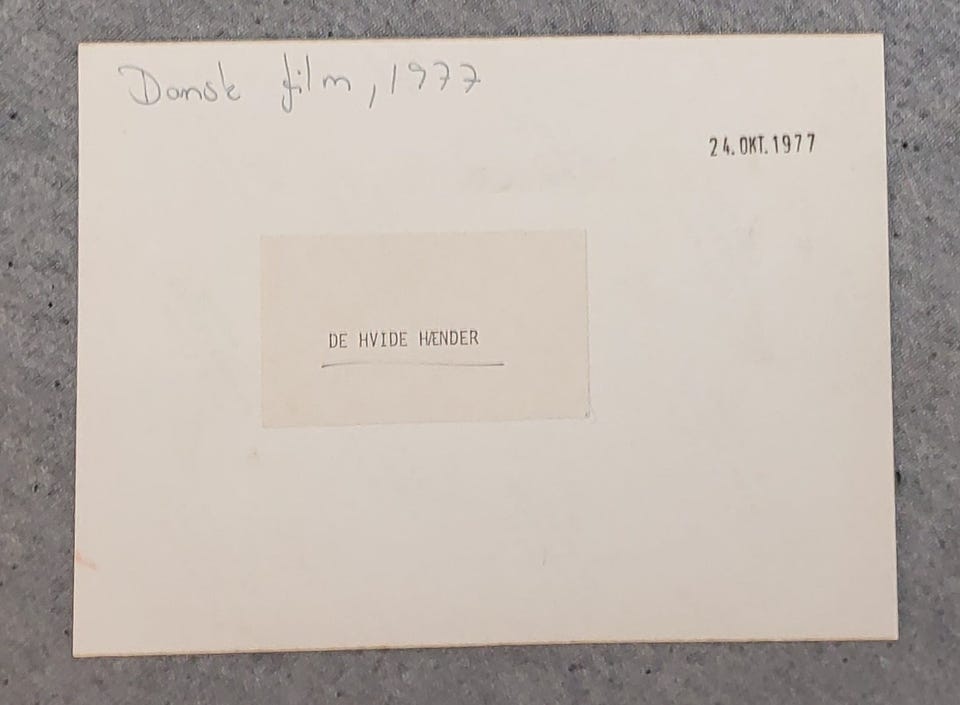 Dansk film, 1977
24. OKT. 1977
DE HVIDE HÆNDER